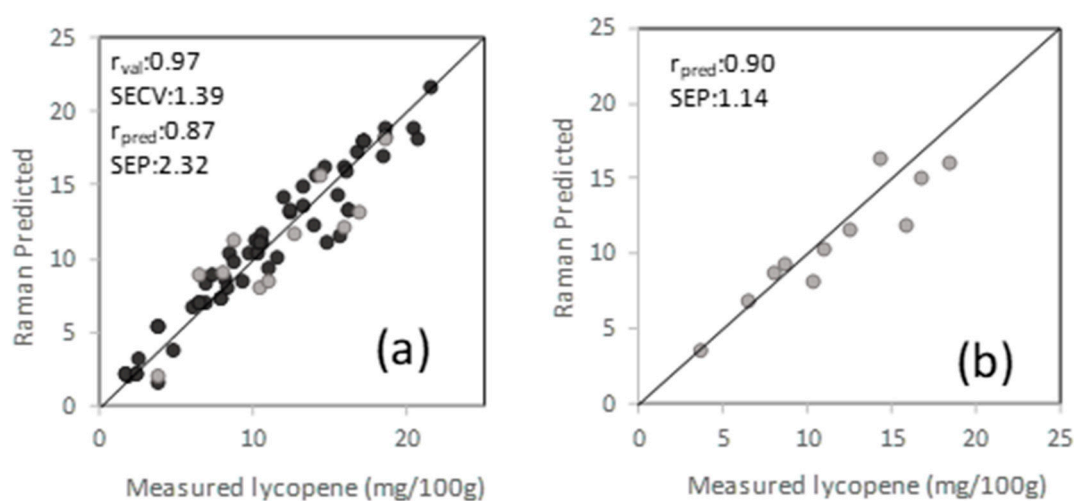 25
20
15
10
5
0
0
10
20
Raman Predicted
r_val:0.97
SECV:1.39
r_pred:0.87
SEP:2.32
(a)
Measured lycopene (mg/100g)
25
20
15
10
5
0
0
5
10
15
20
25
Raman Predicted
r_pred:0.90
SEP:1.14
(b)
Measured lycopene (mg/100g)